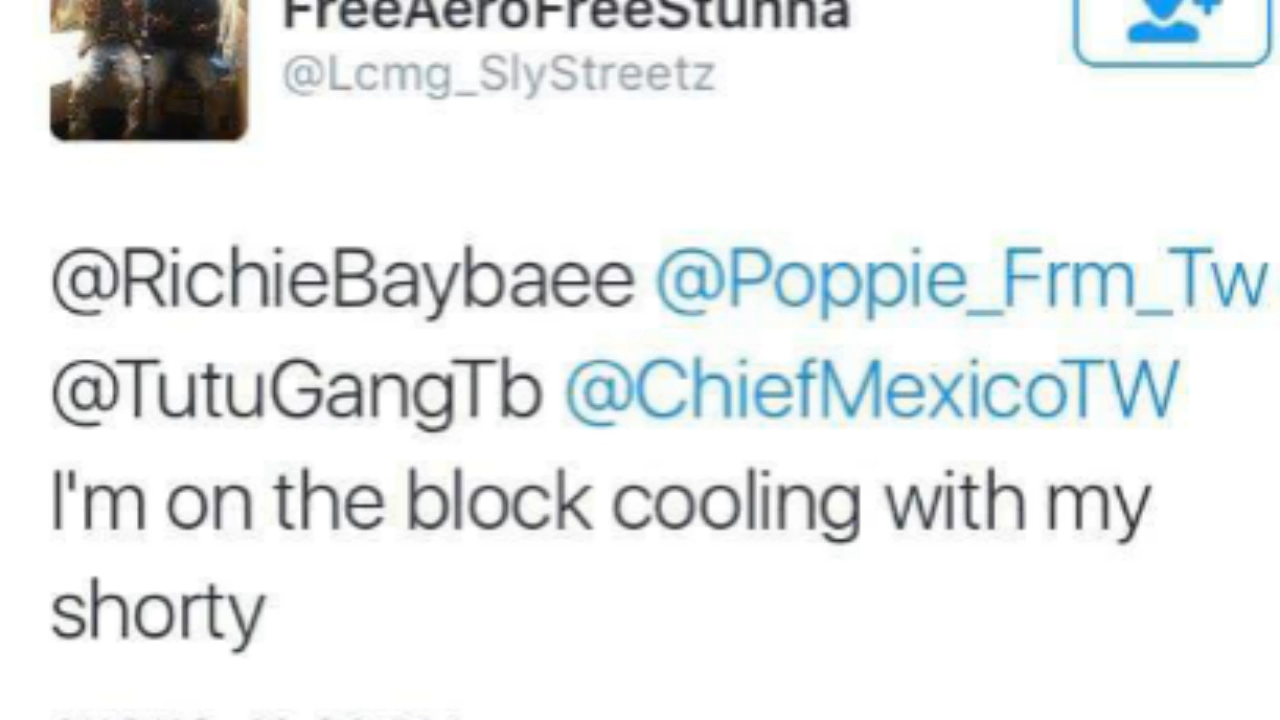 FreeAeroFreeStunna
@Lcmg_SlyStreetz
@RichieBaybaee @Poppie_Frm_Tw
@TutuGangTb @ChiefMexicoTW
I'm on the block cooling with my
shorty